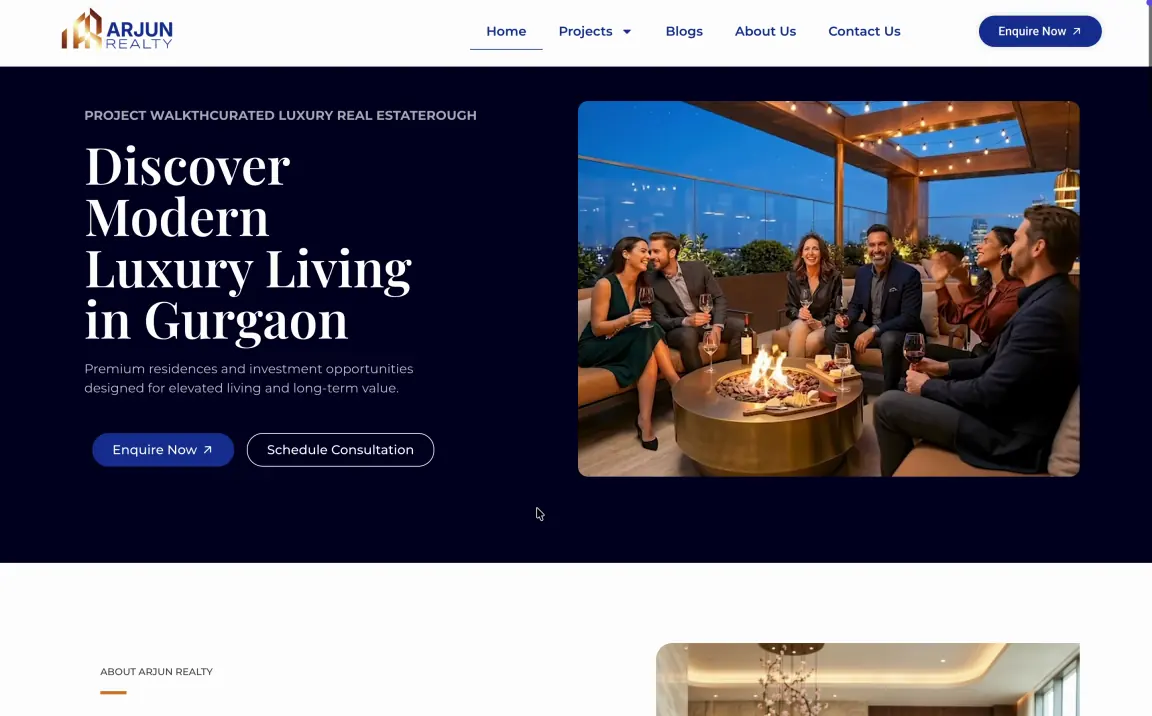 ARJUN
REALTY
Home
Projects
Blogs
About Us
Contact Us
Enquire Now
PROJECT WALKTHCURATED LUXURY REAL ESTATEROUGH
Discover
Modern
Luxury Living
in Gurgaon
Premium residences and investment opportunities
designed for elevated living and long-term value.
Enquire Now
Schedule Consultation
ABOUT ARJUN REALTY